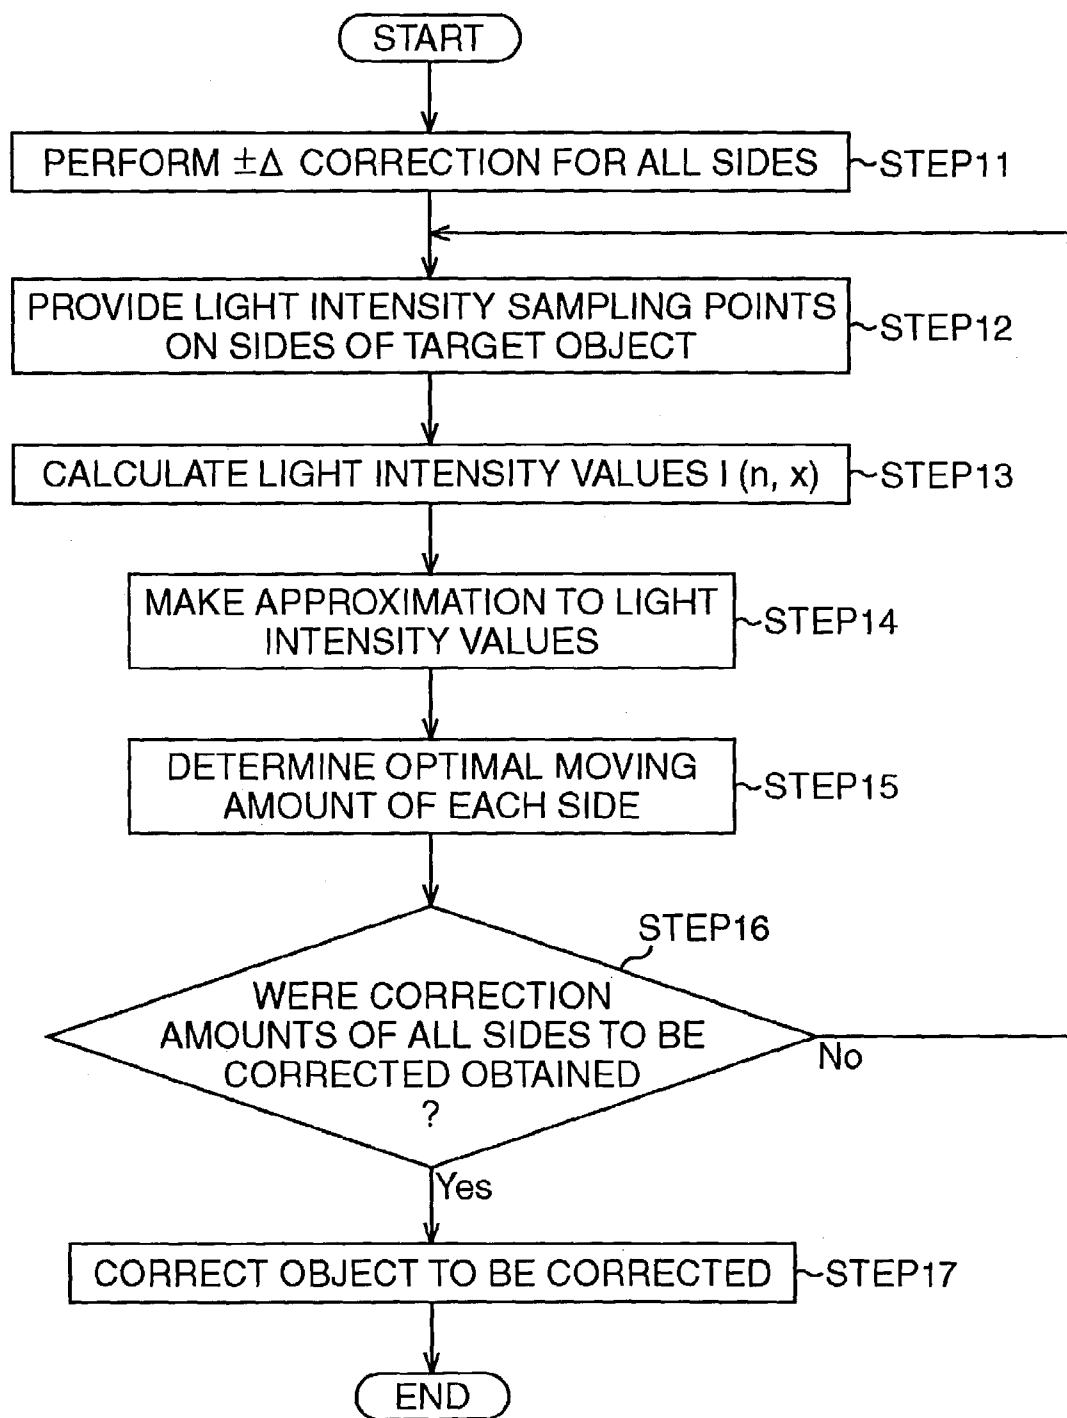 START
PERFORM ±Δ CORRECTION FOR ALL SIDES
STEP11
PROVIDE LIGHT INTENSITY SAMPLING POINTS
ON SIDES OF TARGET OBJECT
STEP12
CALCULATE LIGHT INTENSITY VALUES I (n, x)
STEP13
MAKE APPROXIMATION TO LIGHT
INTENSITY VALUES
STEP14
DETERMINE OPTIMAL MOVING
AMOUNT OF EACH SIDE
STEP15
STEP16
WERE CORRECTION
AMOUNTS OF ALL SIDES TO BE
CORRECTED OBTAINED
?
No
Yes
CORRECT OBJECT TO BE CORRECTED
STEP17
END